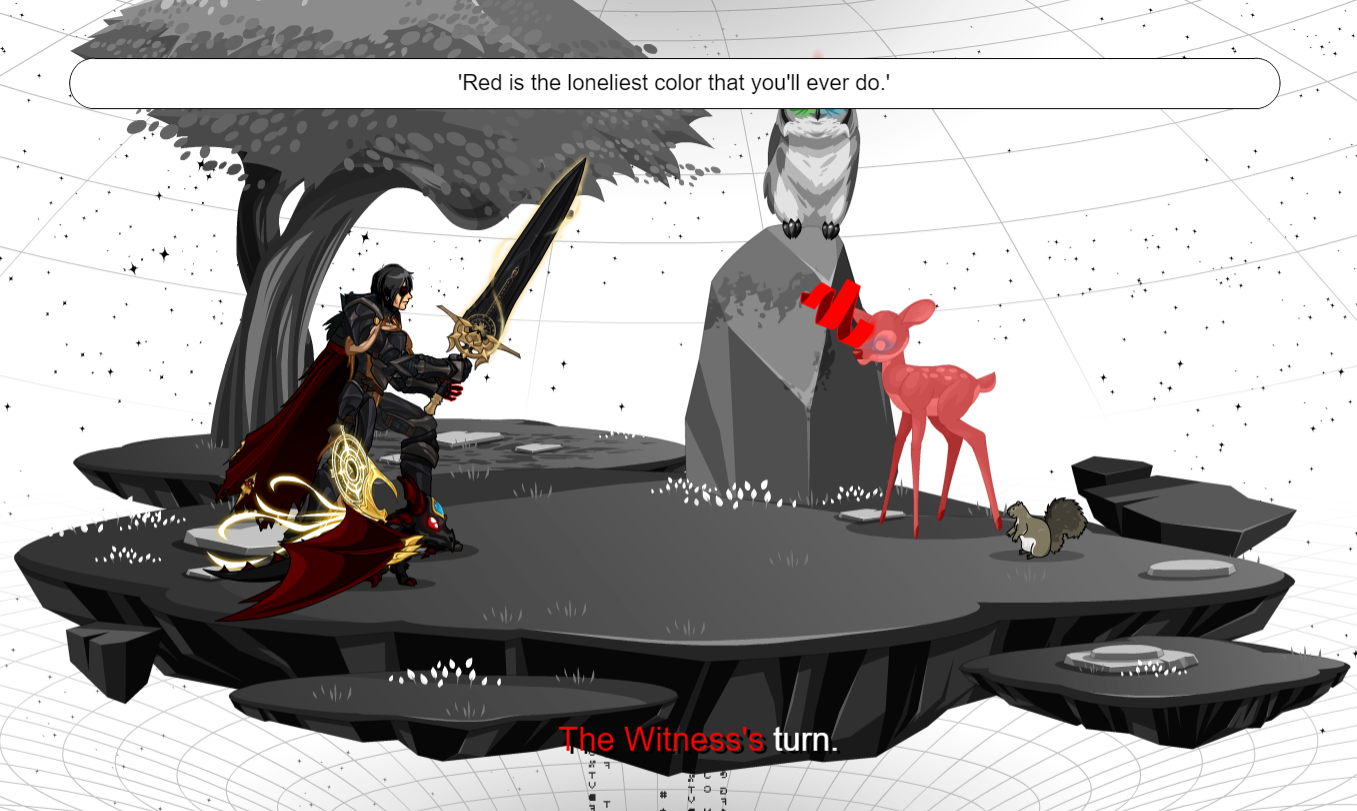 'Red is the loneliest color that you'll ever do.'
The Witness's turn.